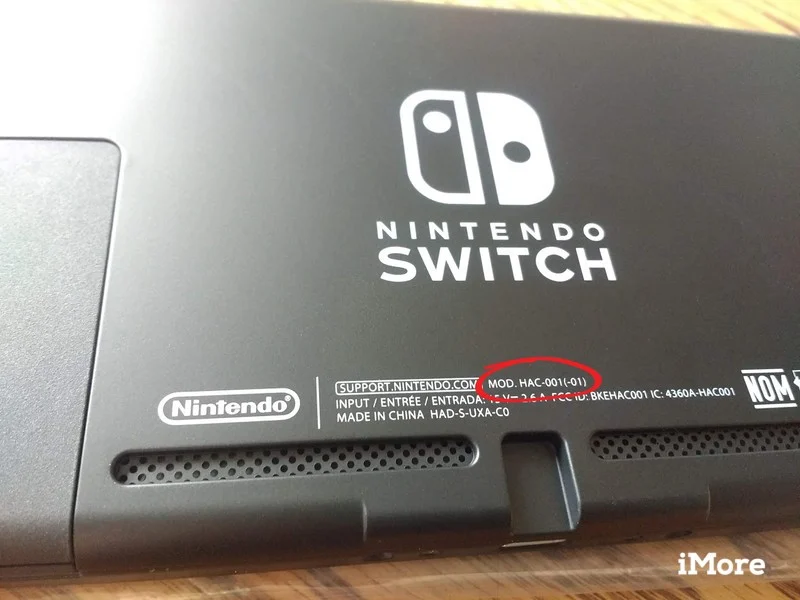 NINTENDO
SWITCH
Nintendo
SUPPORT.NINTENDO.COM MOD. HAC-001(-01)
INPUT / ENTRÉE / ENTRADA: 15 V⎓ 2.6 A FCC ID: BKEHAC001 IC: 4360A-HAC001
MADE IN CHINA HAD-S-UXA-C0
NOM
iMore